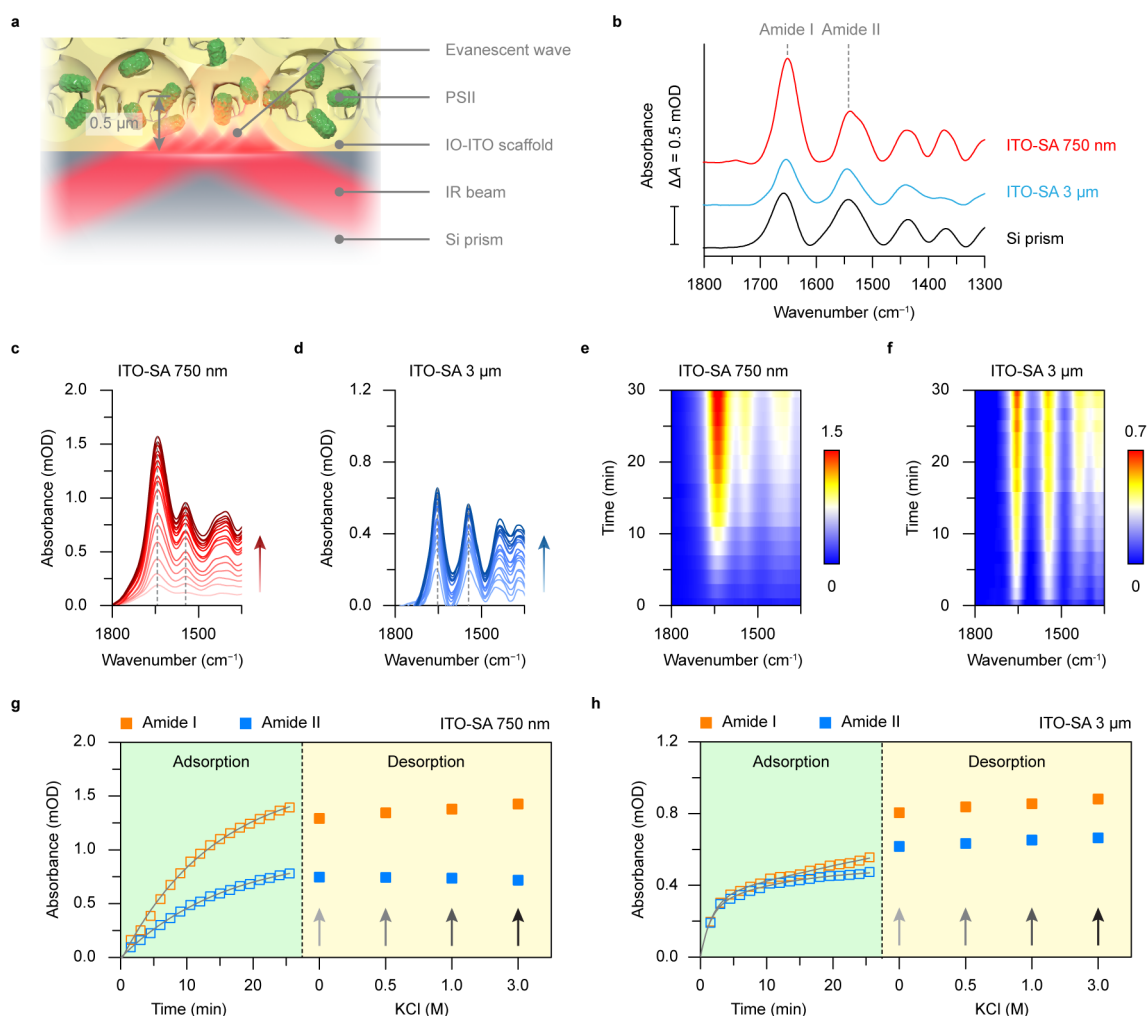 a
Evanescent wave
PSII
0.5 µm
IO-ITO scaffold
IR beam
Si prism
b
Amide I
Amide II
Absorbance
ΔA = 0.5 mOD
ITO-SA 750 nm
ITO-SA 3 µm
Si prism
1800
1700
1600
1500
1400
1300
Wavenumber (cm⁻¹)
c
ITO-SA 750 nm
2.0
1.5
1.0
0.5
0.0
Absorbance (mOD)
1800
1500
Wavenumber (cm⁻¹)
d
ITO-SA 3 µm
1.2
0.8
0.4
0.0
Absorbance (mOD)
1800
1500
Wavenumber (cm⁻¹)
e
ITO-SA 750 nm
30
20
10
0
Time (min)
1800
1500
Wavenumber (cm⁻¹)
1.5
0
f
ITO-SA 3 µm
30
20
10
0
Time (min)
1800
1500
Wavenumber (cm⁻¹)
0.7
0
g
Amide I
Amide II
ITO-SA 750 nm
Adsorption
Desorption
2.0
1.5
1.0
0.5
0.0
Absorbance (mOD)
0
10
20
Time (min)
0
0.5
1.0
3.0
KCl (M)
h
Amide I
Amide II
ITO-SA 3 µm
Adsorption
Desorption
1.2
0.8
0.4
0.0
Absorbance (mOD)
0
10
20
Time (min)
0
0.5
1.0
3.0
KCl (M)